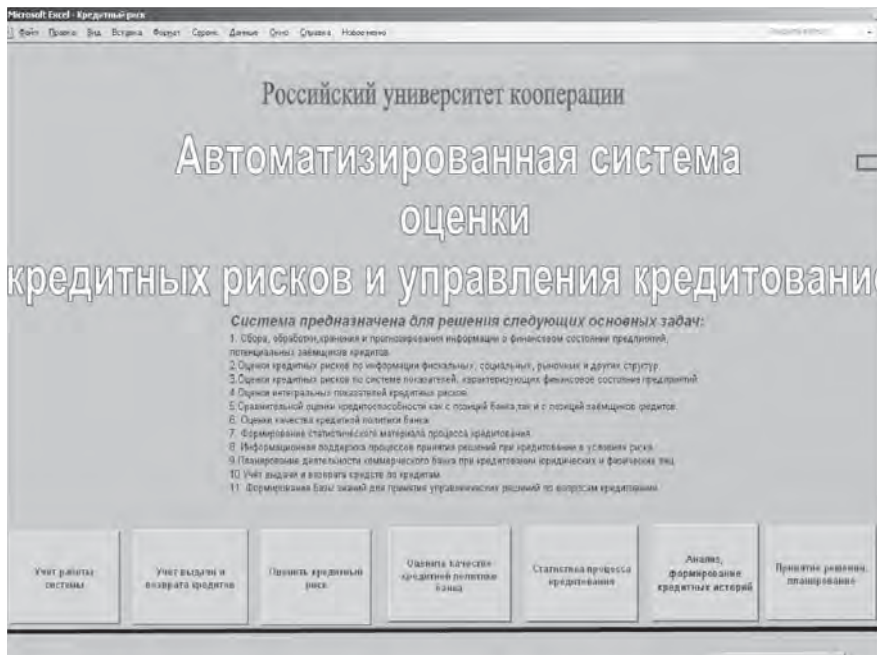 Microsoft Excel - Кредитный риск
Файл Правка Вид Вставка Формат Сервис Данные Окно Справка Новое меню
Российский университет кооперации
Автоматизированная система
оценки
кредитных рисков и управления кредитование
Система предназначена для решения следующих основных задач:
1. Сбора, обработки,хранения и прогнозирования информации о финансовом состоянии предприятий,
потенциальных заёмщиков кредитов.
2.Оценки кредитных рисков по информации фискальных, социальных, рыночных и других структур.
3.Оценки кредитных рисков по системе показателей, характеризующих финансовое состояние предприятий.
4.Оценки интегральных показателей кредитных рисков.
5.Сравнительной оценки кредитоспособности как с позиций банка,так и с позиций заёмщиков кредитов.
6. Оценки качества кредитной политики банка.
7. Формирование статистического материала процесса кредитования.
8. Информационная поддержка процессов принятия решений при кредитовании в условиях риска.
9.Планирование деятельности коммерческого банка при кредитовании юридических и физических лиц.
10.Учёт выдачи и возврата средств по кредитам.
11. Формирования базы знаний для принятия управленческих решений по вопросам кредитования.
Учет работы
системы
Учет выдачи и
возврата кредитов
Оценить кредитный
риск
Оценить качество
кредитной политики
банка
Статистика процесса
кредитования
Анализ,
формирование
кредитных историй
Принятие решений,
планирование